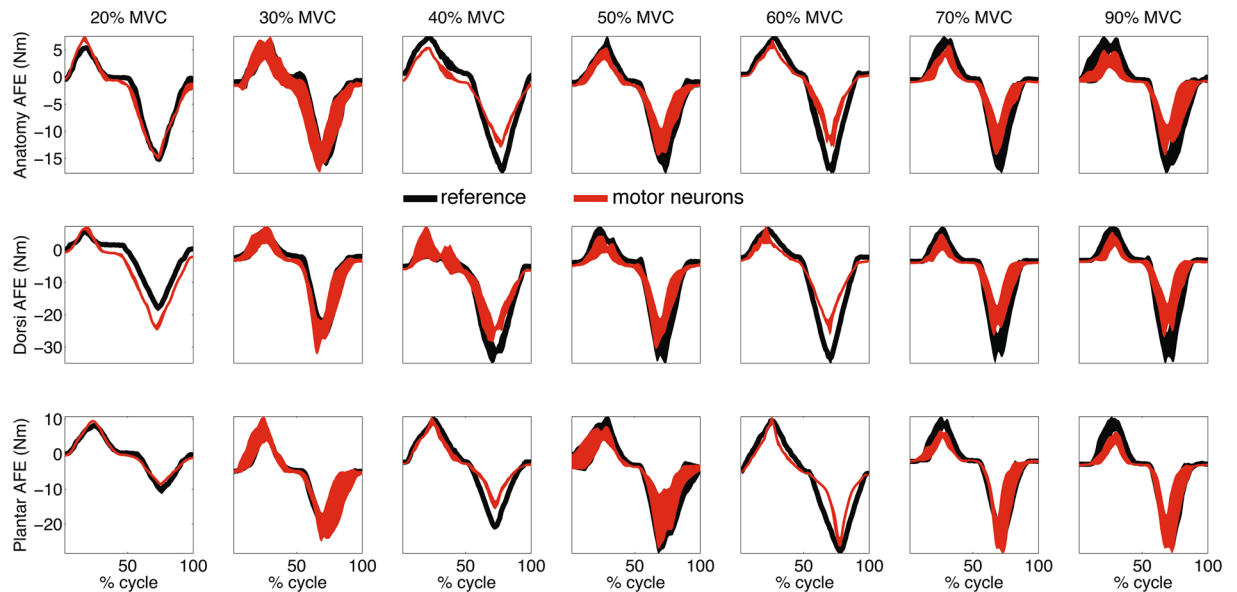 20% MVC 30% MVC 40% MVC 50% MVC 60% MVC 70% MVC 90% MVC
Anatomy AFE (Nm)
5
0
−5
−10
−15
reference motor neurons
Dorsi AFE (Nm)
0
−10
−20
−30
Plantar AFE (Nm)
10
0
−10
−20
50 100 50 100 50 100 50 100 50 100 50 100 50 100
% cycle % cycle % cycle % cycle % cycle % cycle % cycle